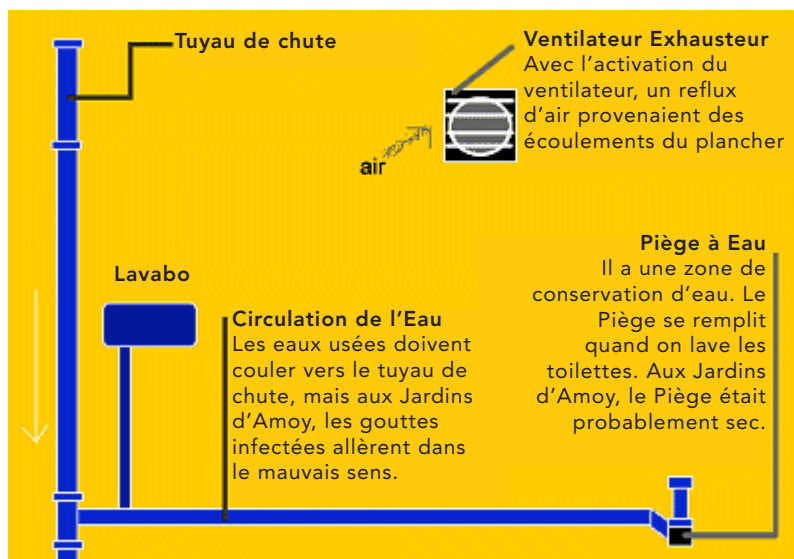 Tuyau de chute
Ventilateur Exhausteur
Avec l'activation du
ventilateur, un reflux
d'air provenaient des
écoulements du plancher
air
Lavabo
Circulation de l'Eau
Les eaux usées doivent
couler vers le tuyau de
chute, mais aux Jardins
d'Amoy, les gouttes
infectées allèrent dans
le mauvais sens.
Piège à Eau
Il a une zone de
conservation d'eau. Le
Piège se remplit
quand on lave les
toilettes. Aux Jardins
d'Amoy, le Piège était
probablement sec.